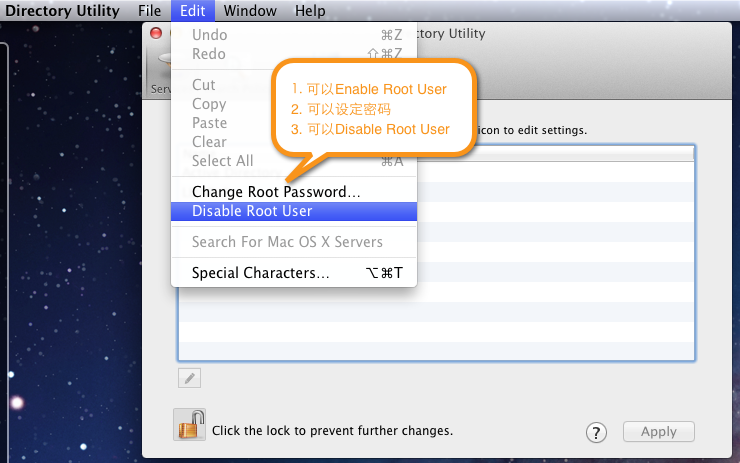 Directory Utility File Edit Window Help
ctory Utility
Undo ⌘Z
Redo ⇧⌘Z
Serv
Cut
Copy
Paste
Clear
Select All ⌘A
1. 可以Enable Root User
2. 可以设定密码
3. 可以Disable Root User
icon to edit settings.
Change Root Password...
Disable Root User
Search For Mac OS X Servers
Special Characters... ⌥⌘T
Click the lock to prevent further changes.
? Apply